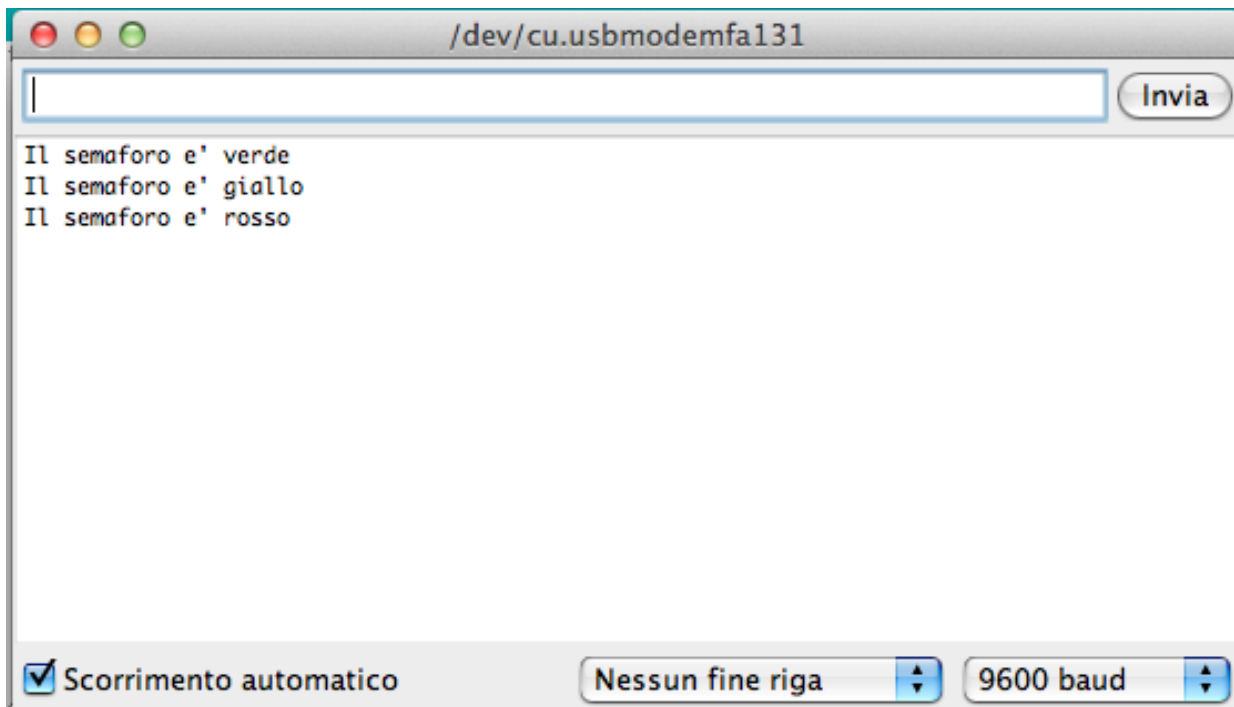 /dev/cu.usbmodemfa131
Invia
Il semaforo e' verde
Il semaforo e' giallo
Il semaforo e' rosso
Scorrimento automatico
Nessun fine riga
9600 baud